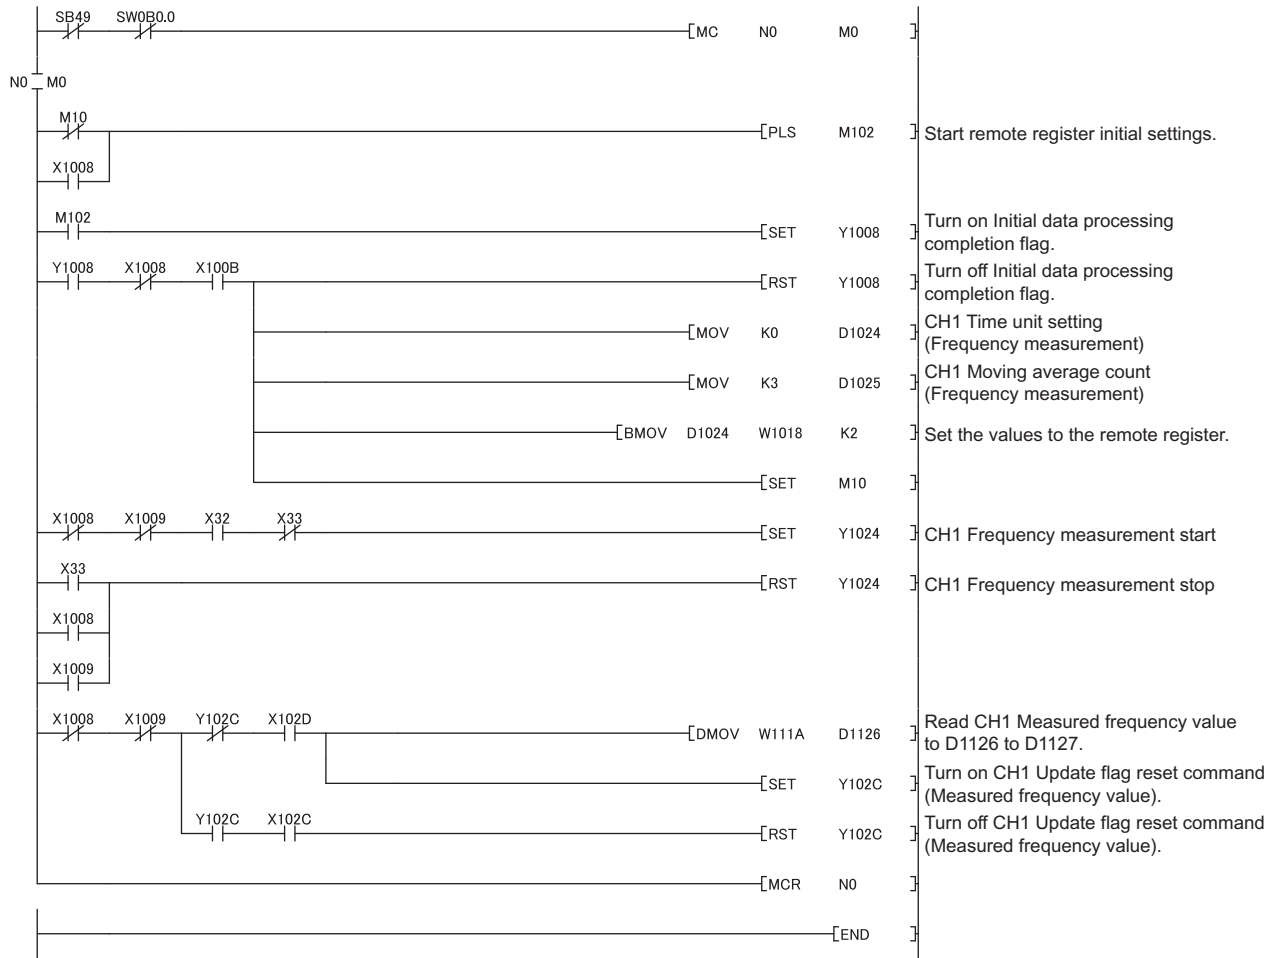 SB49 SW0B0.0
[MC N0 M0 ]
N0 M0
M10
[PLS M102 ] Start remote register initial settings.
X1008
M102
[SET Y1008 ] Turn on Initial data processing
completion flag.
Y1008 X1008 X100B
[RST Y1008 ] Turn off Initial data processing
completion flag.
[MOV K0 D1024 ] CH1 Time unit setting
(Frequency measurement)
[MOV K3 D1025 ] CH1 Moving average count
(Frequency measurement)
[BMOV D1024 W1018 K2 ] Set the values to the remote register.
[SET M10 ]
X1008 X1009 X32 X33
[SET Y1024 ] CH1 Frequency measurement start
X33
[RST Y1024 ] CH1 Frequency measurement stop
X1008
X1009
X1008 X1009 Y102C X102D
[DMOV W111A D1126 ] Read CH1 Measured frequency value
to D1126 to D1127.
[SET Y102C ] Turn on CH1 Update flag reset command
(Measured frequency value).
Y102C X102C
[RST Y102C ] Turn off CH1 Update flag reset command
(Measured frequency value).
[MCR N0 ]
[END ]